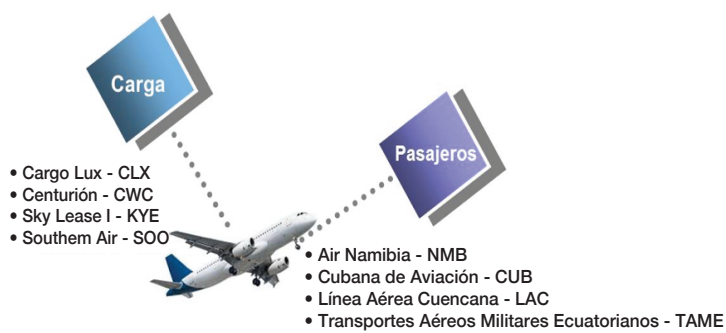 Carga
Pasajeros
• Cargo Lux - CLX
• Centurión - CWC
• Sky Lease I - KYE
• Southem Air - SOO
• Air Namibia - NMB
• Cubana de Aviación - CUB
• Línea Aérea Cuencana - LAC
• Transportes Aéreos Militares Ecuatorianos - TAME